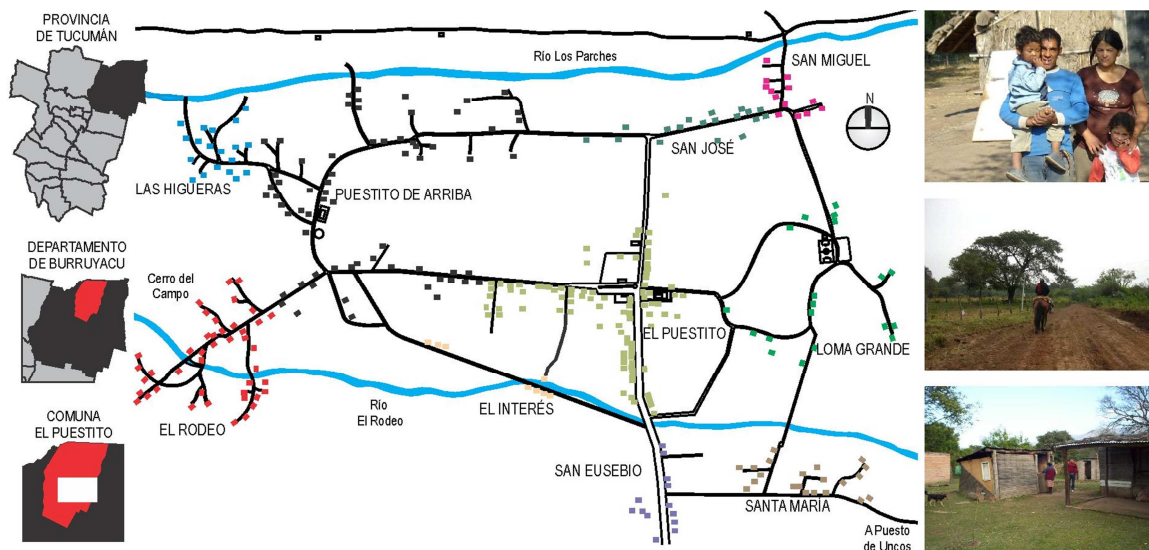 PROVINCIA
DE TUCUMÁN
DEPARTAMENTO
DE BURRUYACU
COMUNA
EL PUESTITO
Río Los Parches
SAN MIGUEL
N
SAN JOSÉ
LAS HIGUERAS
PUESTITO DE ARRIBA
Cerro del
Campo
EL PUESTITO
LOMA GRANDE
EL RODEO
Río
El Rodeo
EL INTERÉS
SAN EUSEBIO
SANTA MARÍA
A Puesto
de Uncos